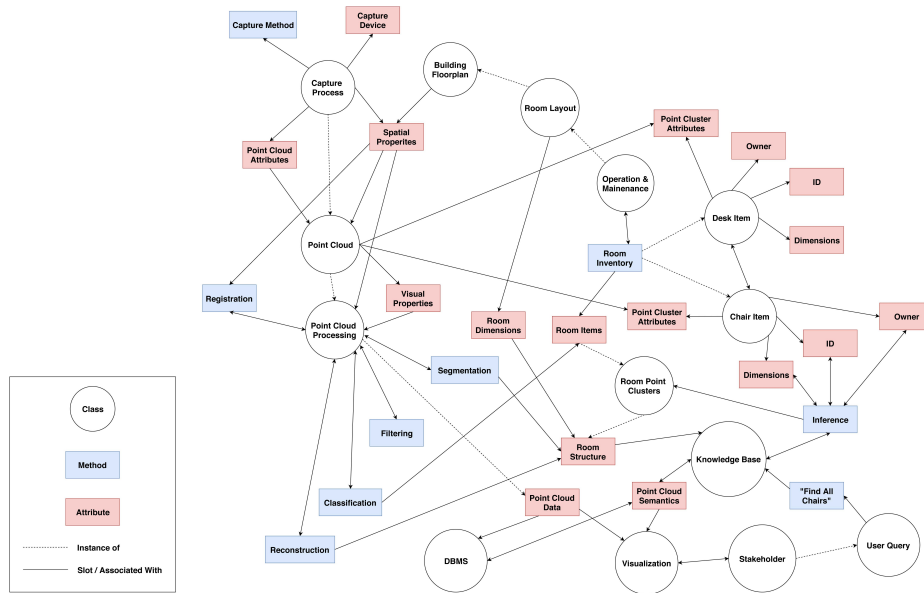 Capture Method
Capture
Device
Building
Floorplan
Capture
Process
Room Layout
Point Cluster
Attributes
Spatial
Properites
Owner
Point Cloud
Attributes
ID
Operation &
Mainenance
Desk Item
Dimensions
Point Cloud
Room
Inventory
Registration
Visual
Properties
Point Cloud
Processing
Room
Dimensions
Room Items
Point Cluster
Attributes
Chair Item
Owner
ID
Segmentation
Dimensions
Room Point
Clusters
Inference
Class
Filtering
Room
Structure
Knowledge Base
Method
Classification
Point Cloud
Data
Point Cloud
Semantics
"Find All
Chairs"
Attribute
Reconstruction
DBMS
Visualization
Stakeholder
User Query
Instance of
Slot / Associated With